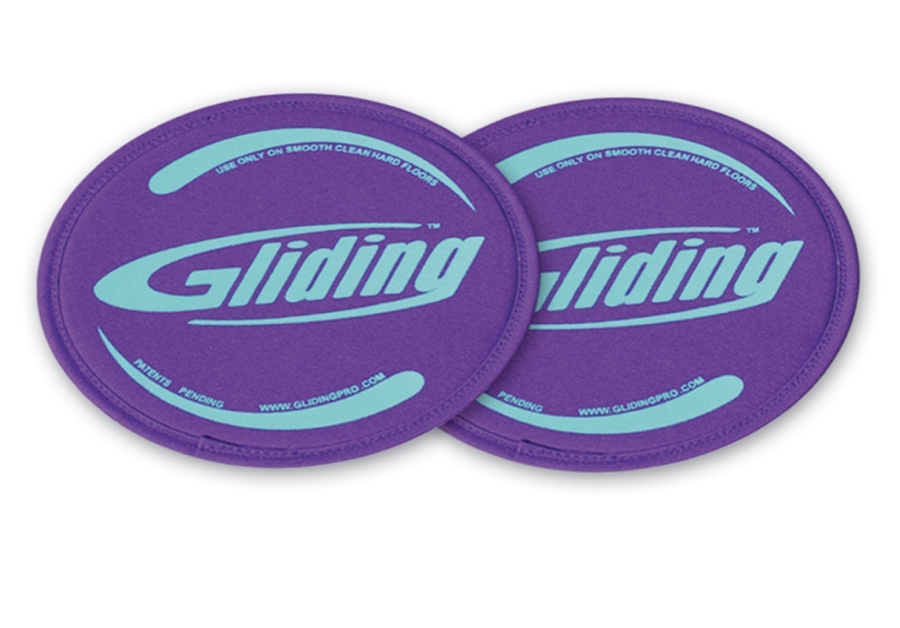 USE ONLY ON SMOOTH CLEAN HARD FLOORS
Gliding™
PATENTS PENDING
WWW.GLIDINGPRO.COM
USE ONLY ON SMOOTH CLEAN HARD FLOORS
Gliding™
PENDING
WWW.GLIDINGPRO.COM